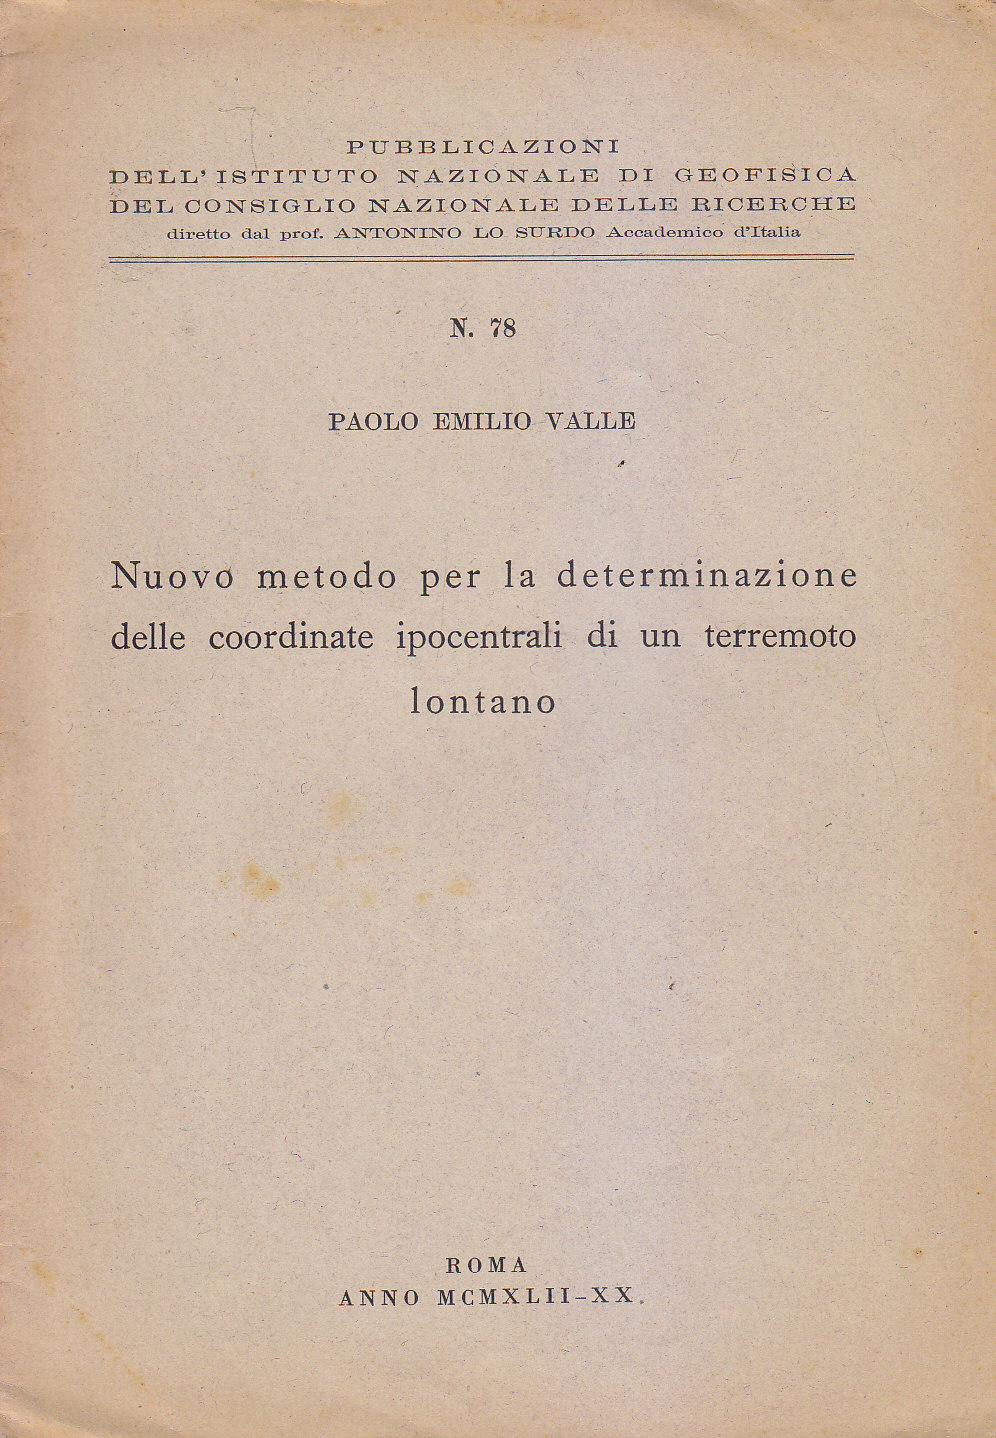 PUBBLICAZIONI
DELL' ISTITUTO NAZIONALE DI GEOFISICA
DEL CONSIGLIO NAZIONALE DELLE RICERCHE
diretto dal prof. ANTONINO LO SURDO Accademico d'Italia
N. 78
PAOLO EMILIO VALLE
Nuovo metodo per la determinazione
delle coordinate ipocentrali di un terremoto
lontano
ROMA
ANNO MCMXLII-XX.